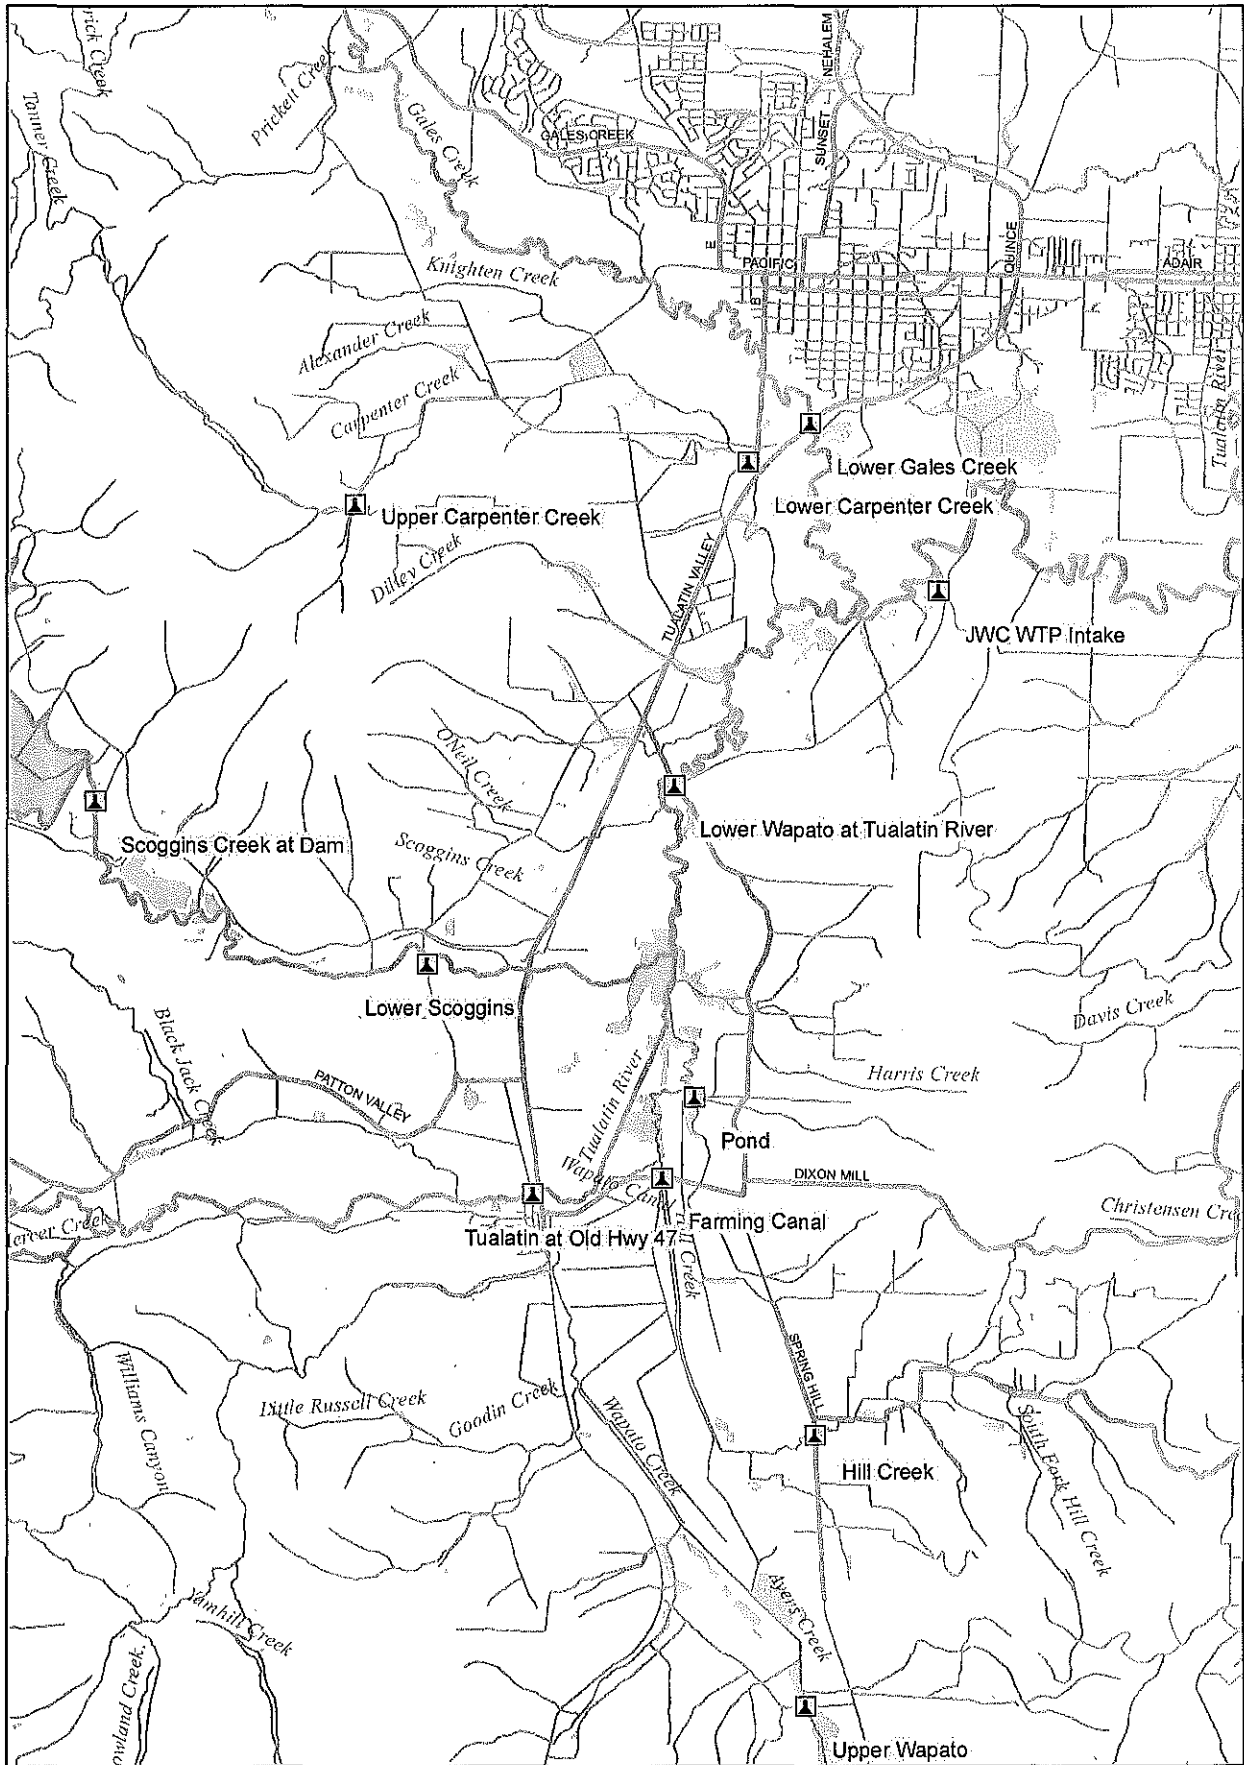 Tanner Creek
Prickett Creek
Gales Creek
GALES CREEK
NEHALEM
SUNSET
E
PACIFIC
B
QUINCE
ADAIR
Tualatin River
Knighten Creek
Alexander Creek
Carpenter Creek
Lower Gales Creek
Lower Carpenter Creek
Upper Carpenter Creek
Dilley Creek
TUALATIN VALLEY
JWC WTP Intake
ONeil Creek
Lower Wapato at Tualatin River
Scoggins Creek at Dam
Scoggins Creek
Lower Scoggins
Davis Creek
Black Jack Creek
PATTON VALLEY
Tualatin River
Harris Creek
Pond
Wapato Canal
DIXON MILL
Christensen Cre
Farming Canal
Tualatin at Old Hwy 47
Creek
Williams Canyon
Little Russell Creek
Goodin Creek
Wapato Creek
SPRING HILL
South Fork Hill Creek
Hill Creek
Ayers Creek
Yamhill Creek
owland Creek
Upper Wapato